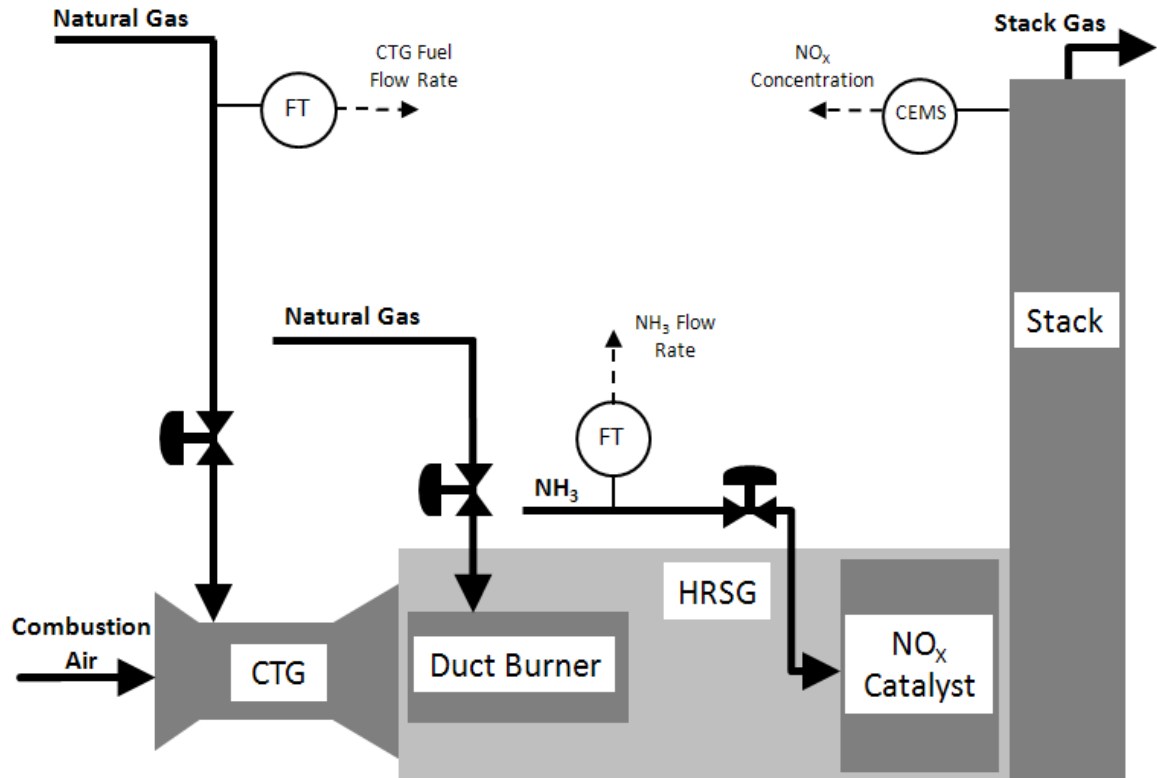 Natural Gas
Stack Gas
CTG Fuel
Flow Rate
NOₓ
Concentration
FT
CEMS
Natural Gas
NH₃ Flow
Rate
Stack
FT
NH₃
HRSG
Combustion
Air
CTG
Duct Burner
NOₓ
Catalyst